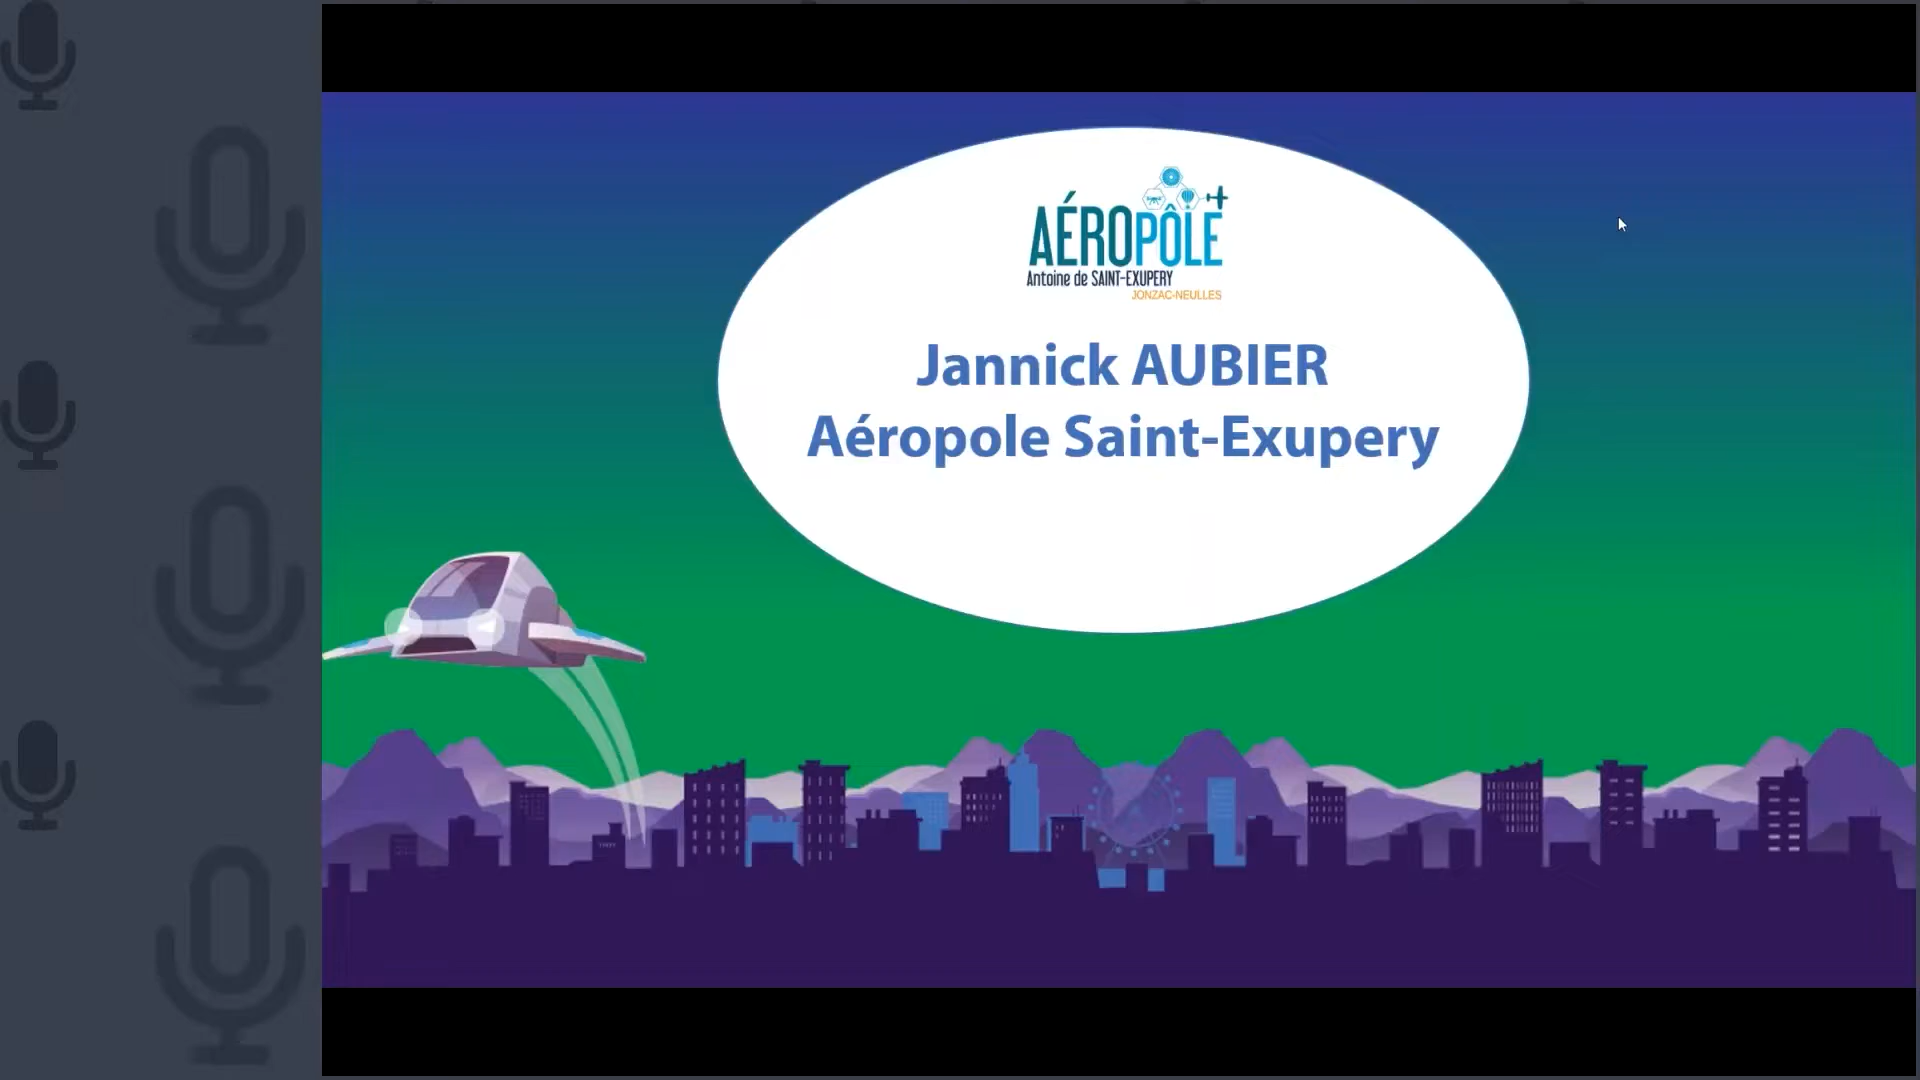 AÉROPÔLE
Antoine de SAINT-EXUPERY
JONZAC-NEULLES
Jannick AUBIER
Aéropole Saint-Exupery